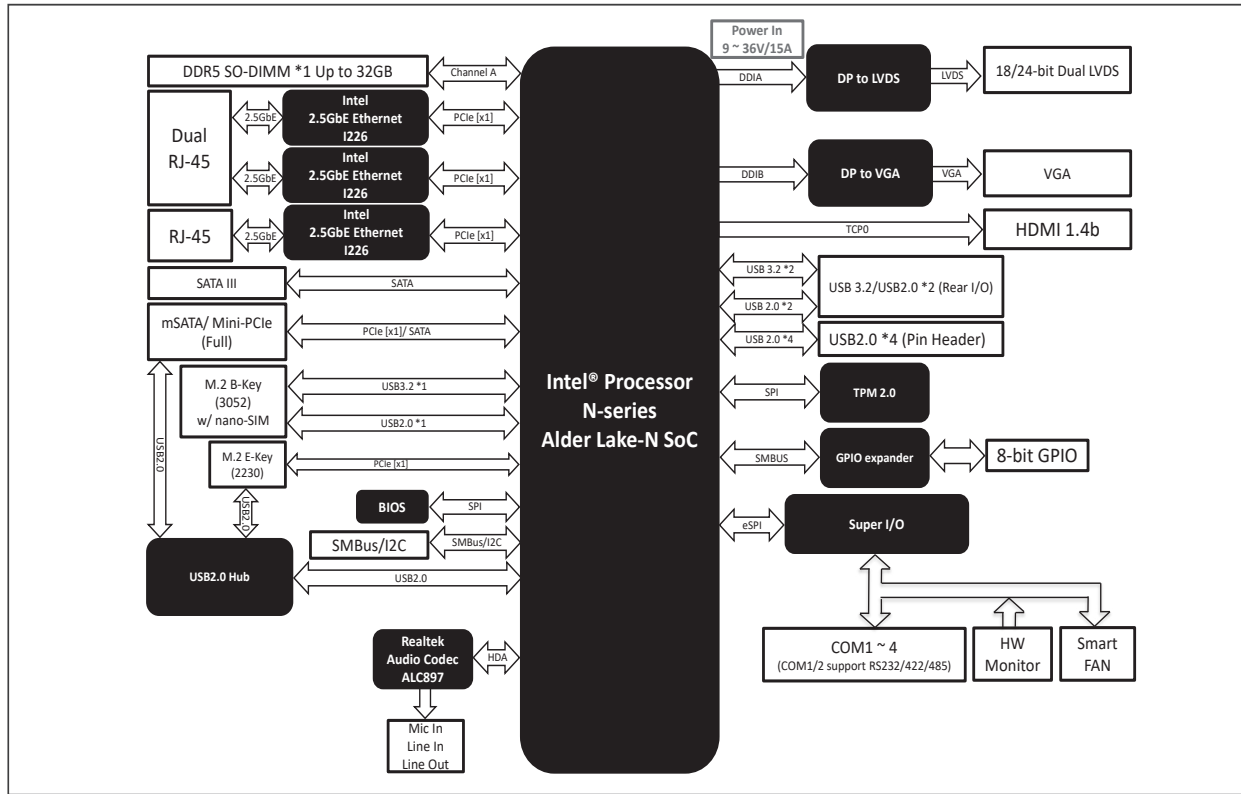 Power In
9 ~ 36V/15A
DDR5 SO-DIMM *1 Up to 32GB
Channel A
Dual
RJ-45
2.5GbE
Intel
2.5GbE Ethernet
I226
PCIe [x1]
2.5GbE
Intel
2.5GbE Ethernet
I226
PCIe [x1]
RJ-45
2.5GbE
Intel
2.5GbE Ethernet
I226
PCIe [x1]
SATA III
SATA
mSATA/ Mini-PCIe
(Full)
PCIe [x1]/ SATA
M.2 B-Key
(3052)
w/ nano-SIM
USB3.2 *1
USB2.0 *1
M.2 E-Key
(2230)
PCIe [x1]
USB2.0
USB2.0
BIOS
SPI
SMBus/I2C
SMBus/I2C
USB2.0 Hub
USB2.0
Realtek
Audio Codec
ALC897
HDA
Mic In
Line In
Line Out
Intel® Processor
N-series
Alder Lake-N SoC
DDIA
DP to LVDS
LVDS
18/24-bit Dual LVDS
DDIB
DP to VGA
VGA
VGA
TCP0
HDMI 1.4b
USB 3.2 *2
USB 2.0 *2
USB 3.2/USB2.0 *2 (Rear I/O)
USB 2.0 *4
USB2.0 *4 (Pin Header)
SPI
TPM 2.0
SMBUS
GPIO expander
8-bit GPIO
eSPI
Super I/O
COM1 ~ 4
(COM1/2 support RS232/422/485)
HW
Monitor
Smart
FAN